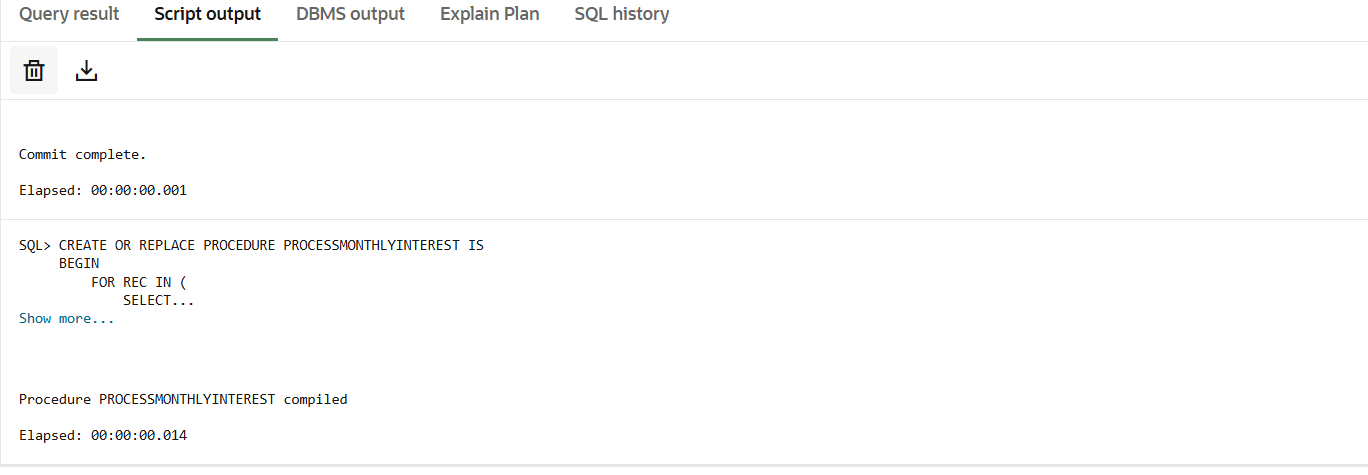 Query result Script output DBMS output Explain Plan SQL history
Commit complete.
Elapsed: 00:00:00.001
SQL> CREATE OR REPLACE PROCEDURE PROCESSMONTHLYINTEREST IS
BEGIN
FOR REC IN (
SELECT...
Show more...
Procedure PROCESSMONTHLYINTEREST compiled
Elapsed: 00:00:00.014